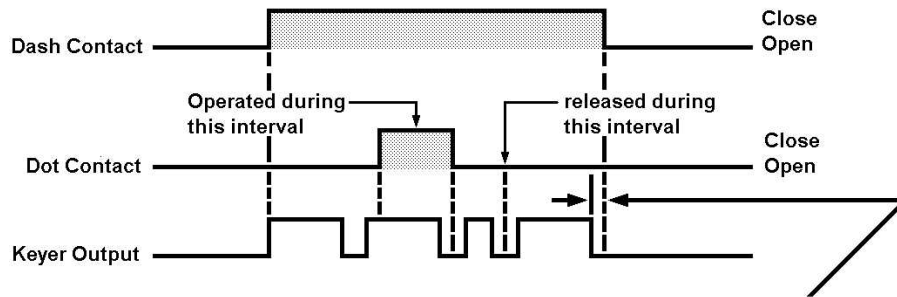 Close
Dash Contact
Open
Operated during
this interval
released during
this interval
Close
Dot Contact
Open
Keyer Output